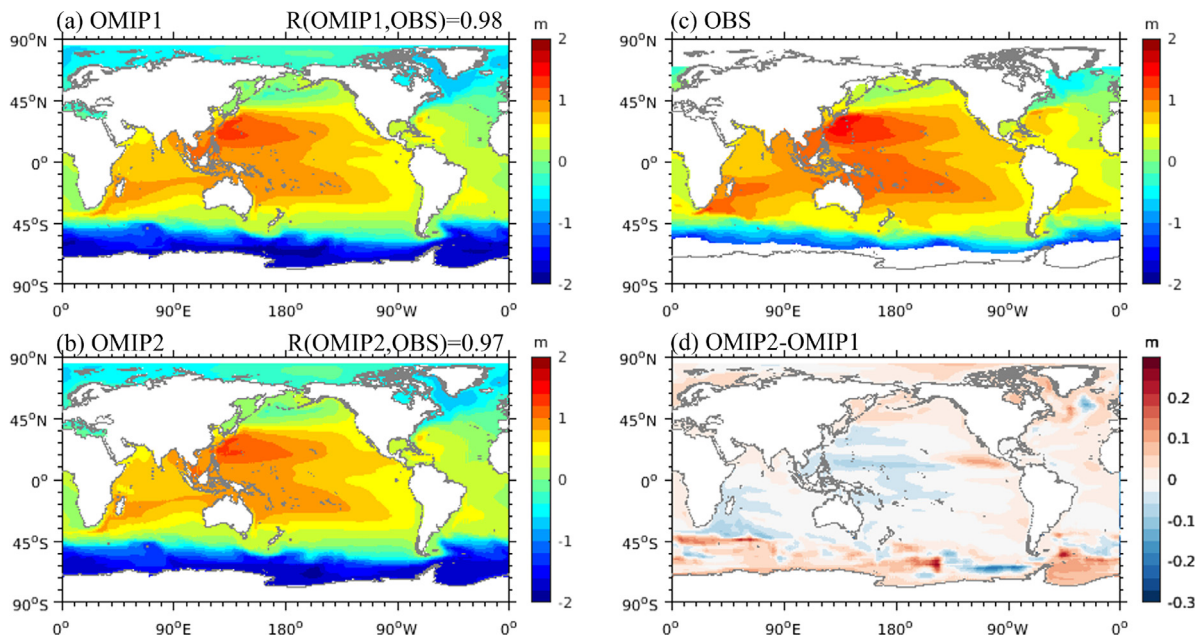 (a) OMIP1 R(OMIP1,OBS)=0.98 m
90°N
45°N
0°
45°S
90°S
0° 90°E 180° 90°W 0°
2
1
0
-1
-2
(c) OBS m
90°N
45°N
0°
45°S
90°S
0° 90°E 180° 90°W 0°
2
1
0
-1
-2
(b) OMIP2 R(OMIP2,OBS)=0.97 m
90°N
45°N
0°
45°S
90°S
0° 90°E 180° 90°W 0°
2
1
0
-1
-2
(d) OMIP2-OMIP1 m
90°N
45°N
0°
45°S
90°S
0° 90°E 180° 90°W 0°
0.2
0.1
0
-0.1
-0.2
-0.3